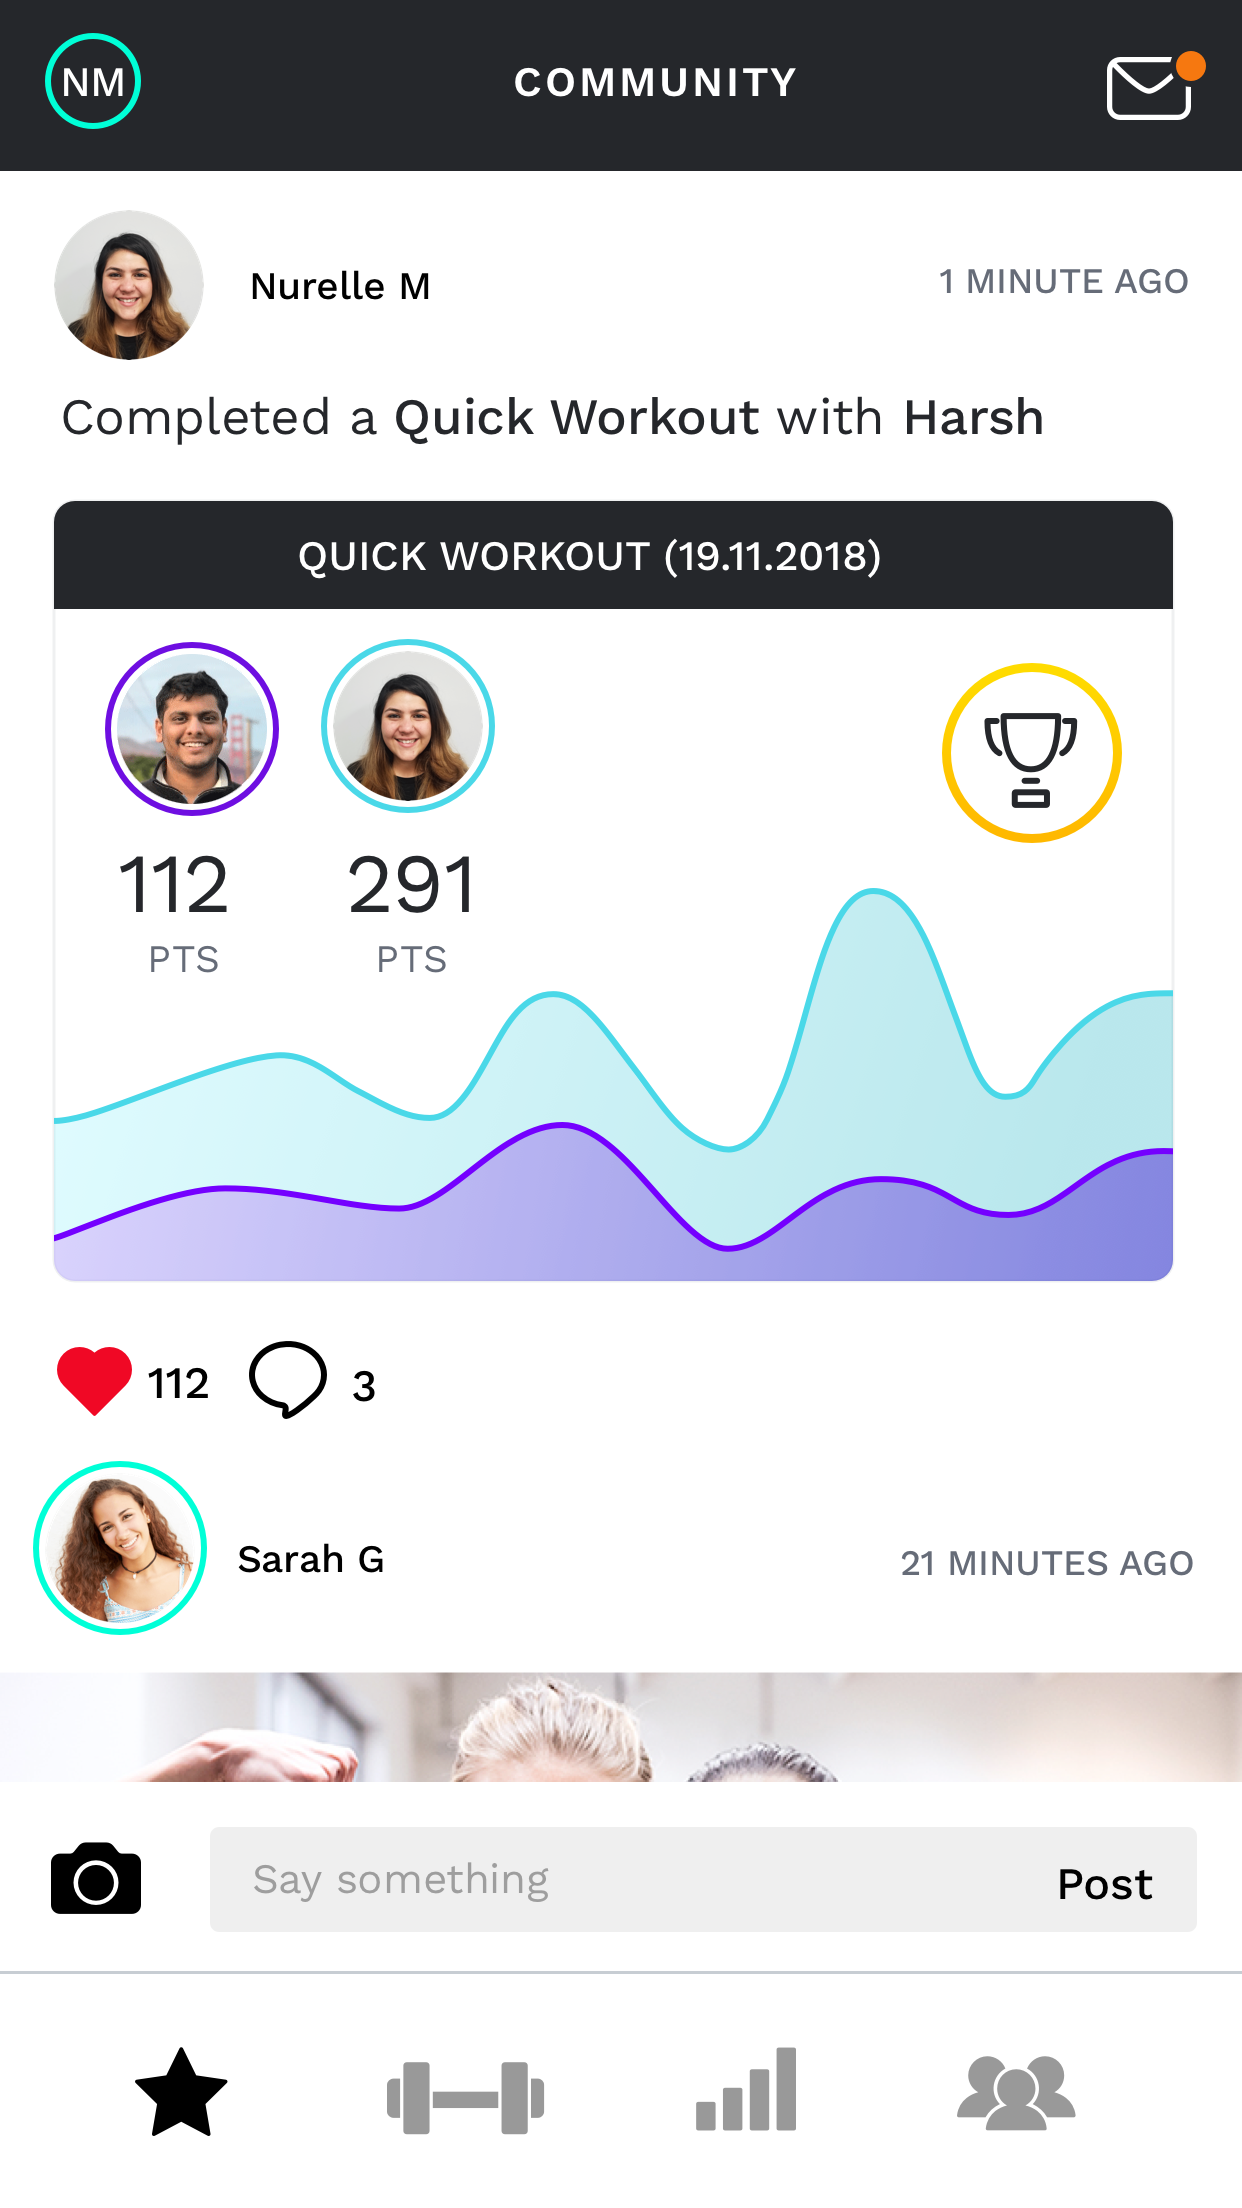 NM
COMMUNITY
Nurelle M
1 MINUTE AGO
Completed a Quick Workout with Harsh
QUICK WORKOUT (19.11.2018)
112
291
PTS
PTS
112
3
Sarah G
21 MINUTES AGO
Say something
Post